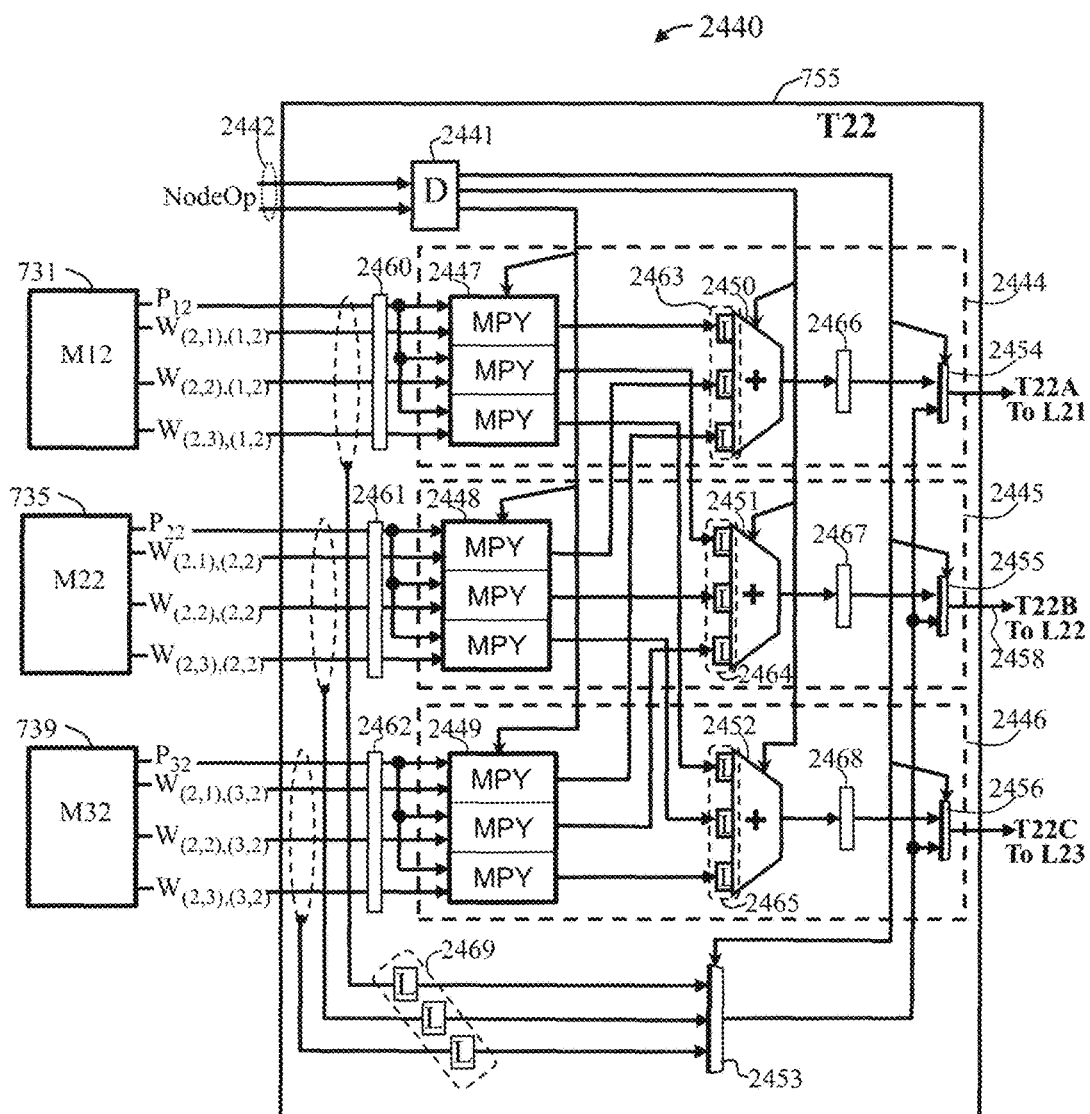 2440
755
T22
2442
2441
NodeOp
D
731
2460
2447
2463
2450
2444
M12
P12
W(2,1),(1,2)
W(2,2),(1,2)
W(2,3),(1,2)
MPY
MPY
MPY
L
L
L
+
2466
2454
T22A
To L21
735
2461
2448
2451
2445
M22
P22
W(2,1),(2,2)
W(2,2),(2,2)
W(2,3),(2,2)
MPY
MPY
MPY
L
L
L
+
2467
2455
T22B
To L22
2458
2464
739
2462
2449
2452
2446
M32
P32
W(2,1),(3,2)
W(2,2),(3,2)
W(2,3),(3,2)
MPY
MPY
MPY
L
L
L
+
2468
2456
T22C
To L23
2465
2469
L
L
L
2453